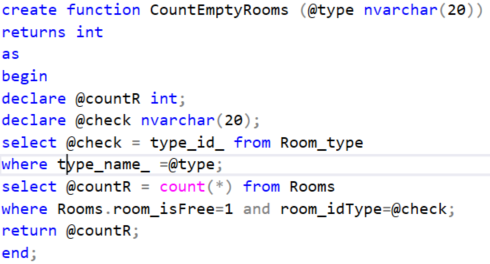 create function CountEmptyRooms (@type nvarchar(20))
returns int
as
begin
declare @countR int;
declare @check nvarchar(20);
select @check = type_id_ from Room_type
where type_name_ =@type;
select @countR = count(*) from Rooms
where Rooms.room_isFree=1 and room_idType=@check;
return @countR;
end;